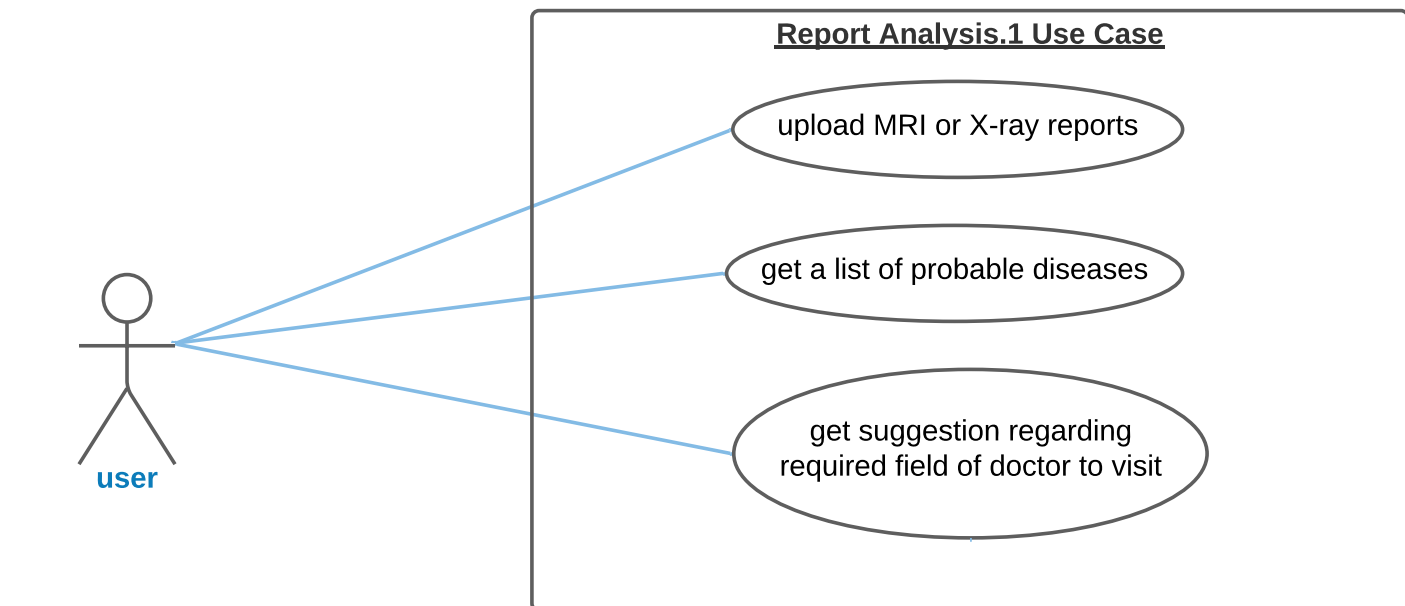 Report Analysis.1 Use Case
upload MRI or X-ray reports
get a list of probable diseases
get suggestion regarding
required field of doctor to visit
user